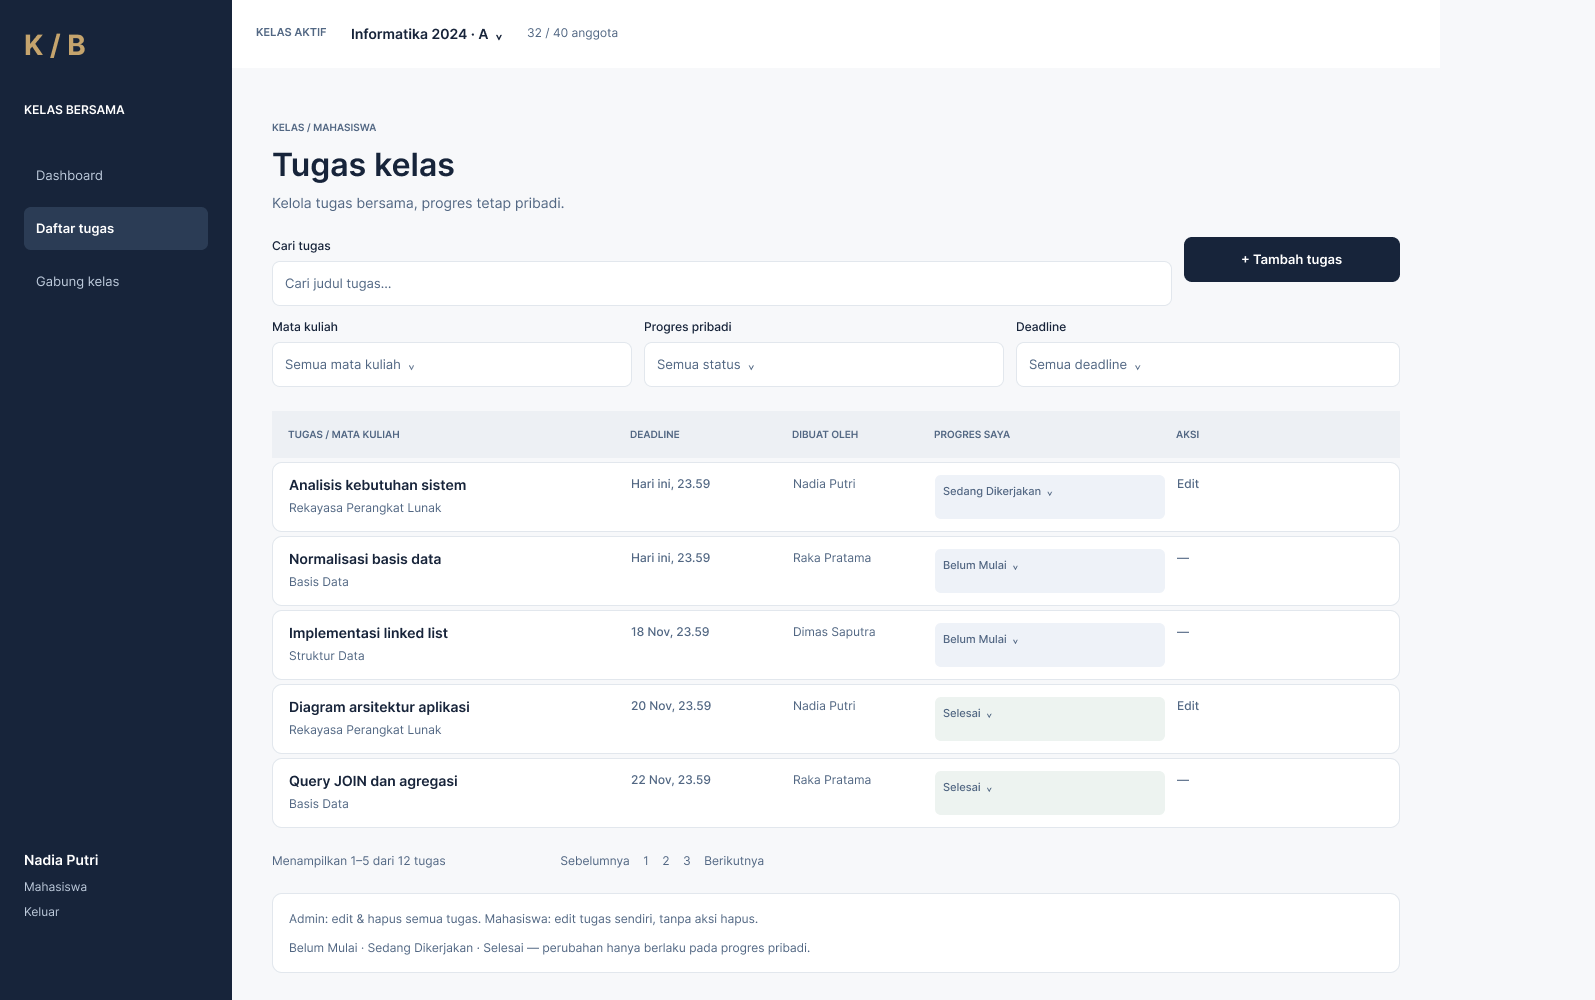 K / B
KELAS BERSAMA
Dashboard
Daftar tugas
Gabung kelas
Nadia Putri
Mahasiswa
Keluar
KELAS AKTIF Informatika 2024 · A 32 / 40 anggota
KELAS / MAHASISWA
Tugas kelas
Kelola tugas bersama, progres tetap pribadi.
Cari tugas
Cari judul tugas...
+ Tambah tugas
Mata kuliah Progres pribadi Deadline
Semua mata kuliah Semua status Semua deadline
TUGAS / MATA KULIAH DEADLINE DIBUAT OLEH PROGRES SAYA AKSI
Analisis kebutuhan sistem Hari ini, 23.59 Nadia Putri Sedang Dikerjakan Edit
Rekayasa Perangkat Lunak
Normalisasi basis data Hari ini, 23.59 Raka Pratama Belum Mulai —
Basis Data
Implementasi linked list 18 Nov, 23.59 Dimas Saputra Belum Mulai —
Struktur Data
Diagram arsitektur aplikasi 20 Nov, 23.59 Nadia Putri Selesai Edit
Rekayasa Perangkat Lunak
Query JOIN dan agregasi 22 Nov, 23.59 Raka Pratama Selesai —
Basis Data
Menampilkan 1–5 dari 12 tugas Sebelumnya 1 2 3 Berikutnya
Admin: edit & hapus semua tugas. Mahasiswa: edit tugas sendiri, tanpa aksi hapus.
Belum Mulai · Sedang Dikerjakan · Selesai — perubahan hanya berlaku pada progres pribadi.